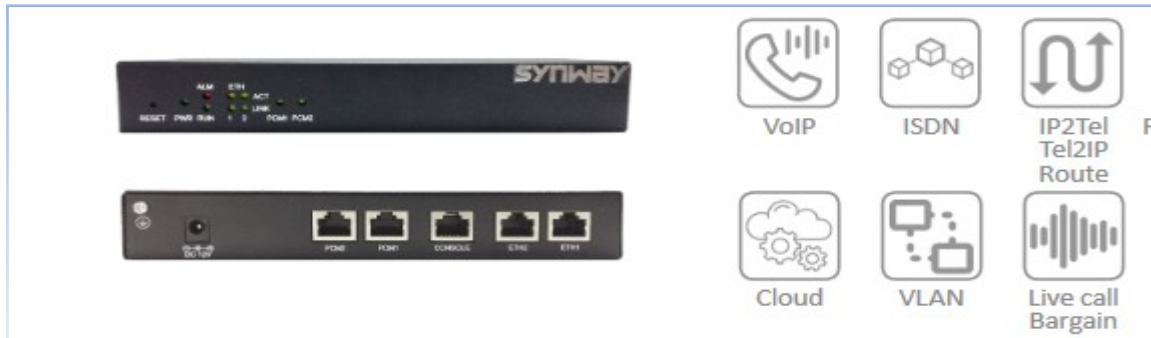 SYNWAY
ALM ETH
ACT
LINK
RESET PWR RUN 1 2 PCM1 PCM2
DC 12V
PCM2 PCM1 CONSOLE ETH2 ETH1
VoIP
ISDN
IP2Tel
Tel2IP
Route
Cloud
VLAN
Live call
Bargain